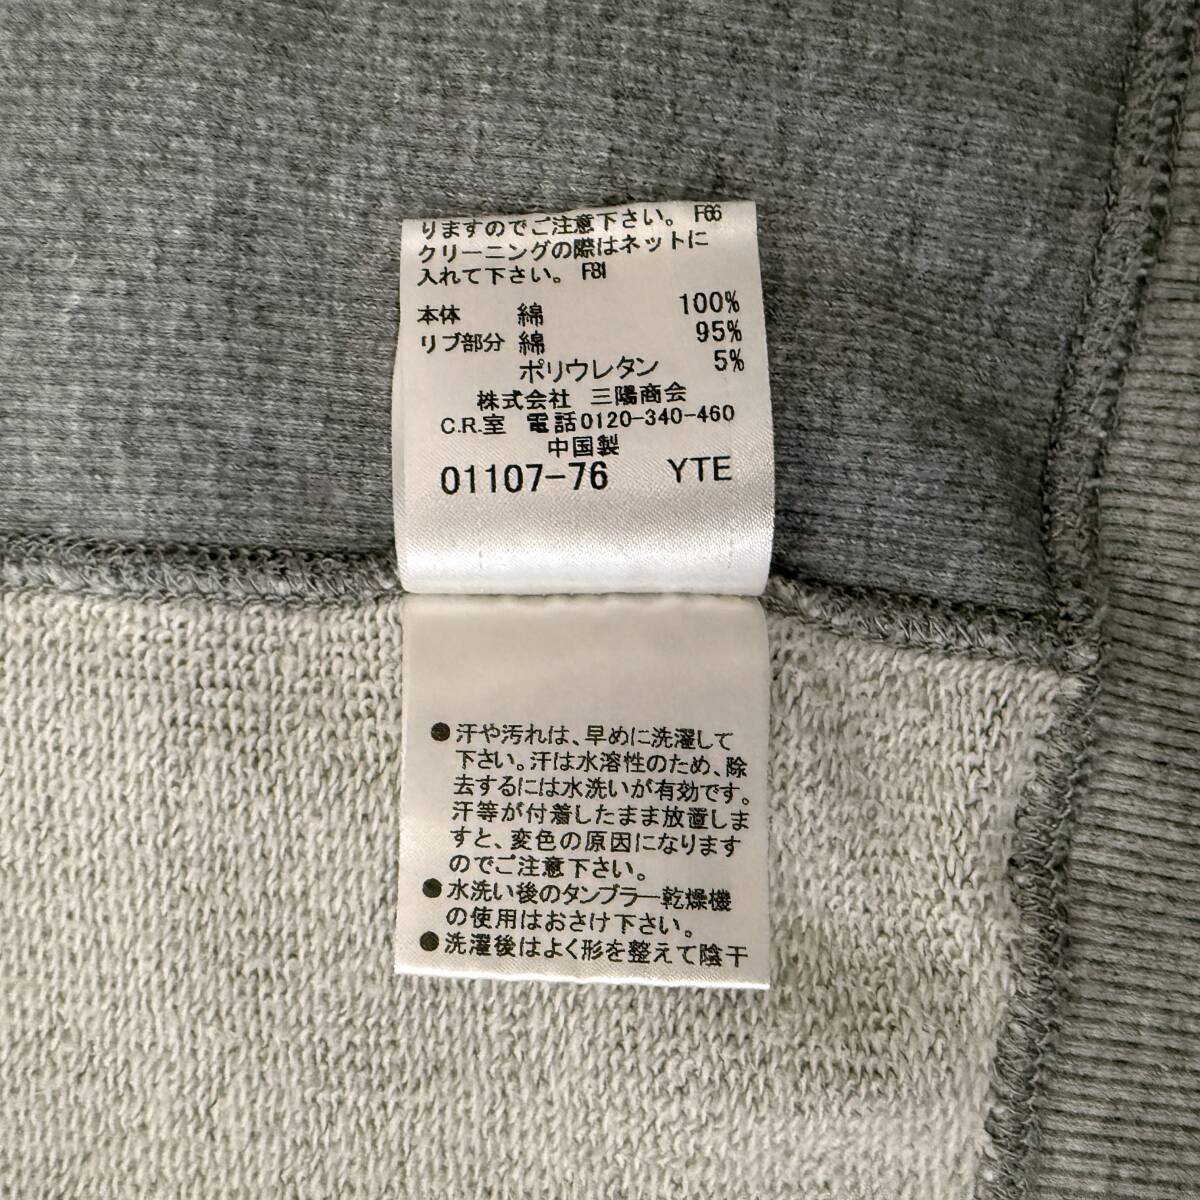 りますのでご注意下さい。 F66
クリーニングの際はネットに
入れて下さい。 F81
本体 綿 100%
リブ部分 綿 95%
ポリウレタン 5%
株式会社 三陽商会
C.R.室 電話0120-340-460
中国製
01107-76 YTE
●汗や汚れは、早めに洗濯して
下さい。汗は水溶性のため、除
去するには水洗いが有効です。
汗等が付着したまま放置しま
すと、変色の原因になります
のでご注意下さい。
●水洗い後のタンブラー乾燥機
の使用はおさけ下さい。
●洗濯後はよく形を整えて陰干